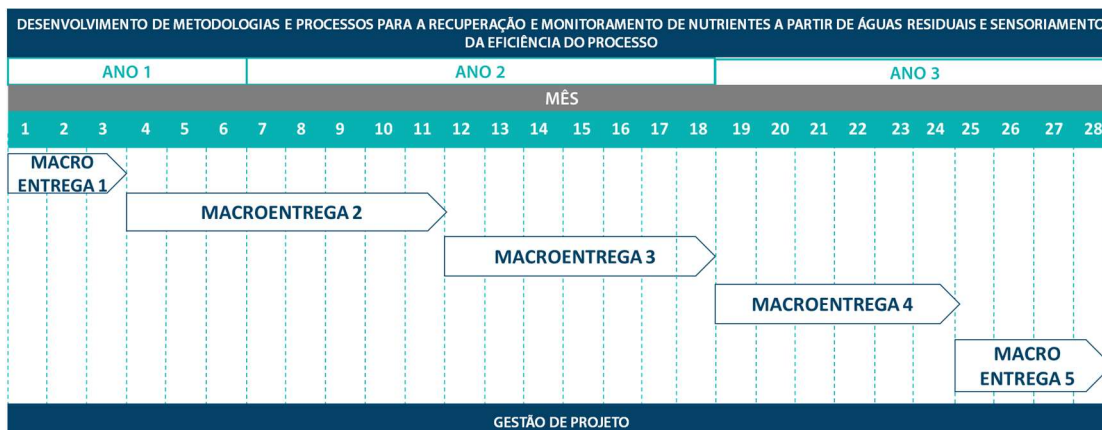 DESENVOLVIMENTO DE METODOLOGIAS E PROCESSOS PARA A RECUPERAÇÃO E MONITORAMENTO DE NUTRIENTES A PARTIR DE ÁGUAS RESIDUAIS E SENSORIAMENTO
DA EFICIÊNCIA DO PROCESSO
ANO 1 ANO 2 ANO 3
MÊS
1 2 3 4 5 6 7 8 9 10 11 12 13 14 15 16 17 18 19 20 21 22 23 24 25 26 27 28
MACRO
ENTREGA 1
MACROENTREGA 2
MACROENTREGA 3
MACROENTREGA 4
MACRO
ENTREGA 5
GESTÃO DE PROJETO